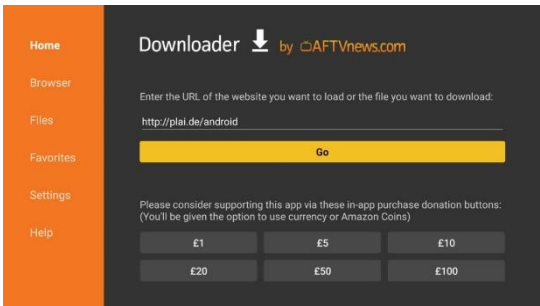 Home
Browser
Files
Favorites
Settings
Help
Downloader by AFTVnews.com
Enter the URL of the website you want to load or the file you want to download:
http://plai.de/android
Go
Please consider supporting this app via these in-app purchase donation buttons:
(You'll be given the option to use currency or Amazon Coins)
£1 £5 £10
£20 £50 £100